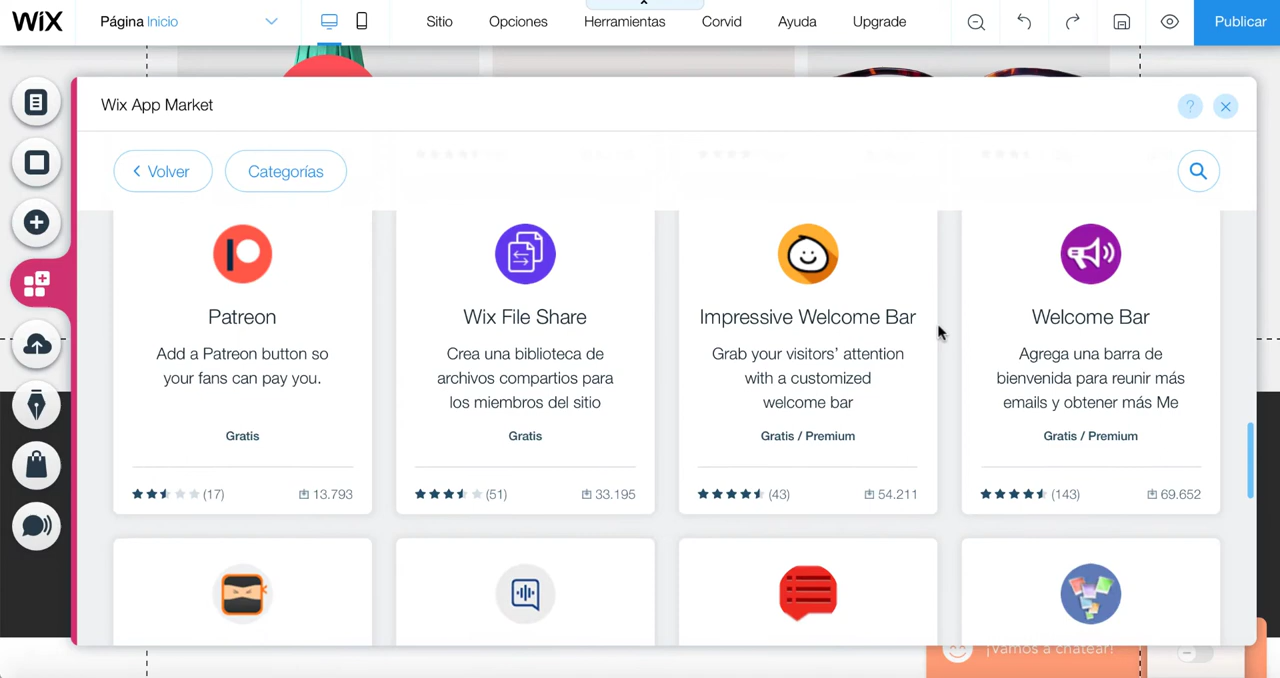 WiX
Página Inicio
Sitio
Opciones
Herramientas
Corvid
Ayuda
Upgrade
Publicar
Wix App Market
?
Volver
Categorías
Patreon
Add a Patreon button so
your fans can pay you.
Gratis
(17)
13.793
Wix File Share
Crea una biblioteca de
archivos compartios para
los miembros del sitio
Gratis
(51)
33.195
Impressive Welcome Bar
Grab your visitors' attention
with a customized
welcome bar
Gratis / Premium
(43)
54.211
Welcome Bar
Agrega una barra de
bienvenida para reunir más
emails y obtener más Me
Gratis / Premium
(143)
69.652
¡Vamos a chatear!